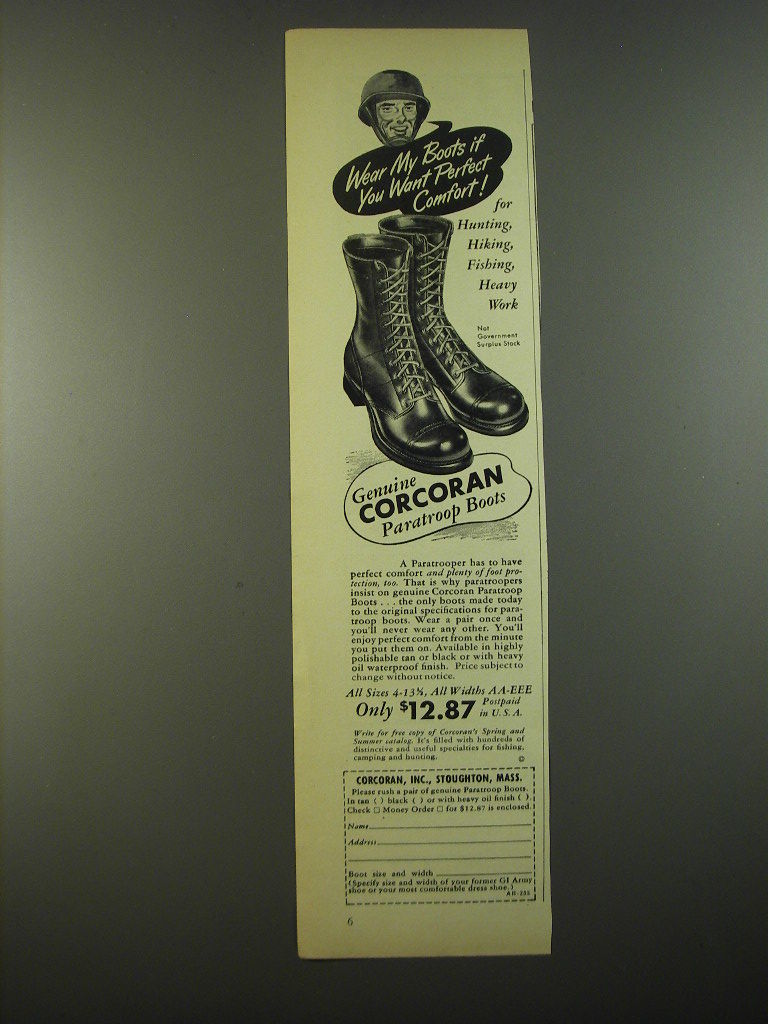 Wear My Boots if
You Want Perfect
Comfort!
for
Hunting,
Hiking,
Fishing,
Heavy
Work
Not
Government
Surplus Stock
Genuine
CORCORAN
Paratroop Boots
A Paratrooper has to have
perfect comfort and plenty of foot pro-
tection, too. That is why paratroopers
insist on genuine Corcoran Paratroop
Boots . . . the only boots made today
to the original specifications for para-
troop boots. Wear a pair once and
you'll never wear any other. You'll
enjoy perfect comfort from the minute
you put them on. Available in highly
polishable tan or black or with heavy
oil waterproof finish. Price subject to
change without notice.
All Sizes 4-13½, All Widths AA-EEE
Only $12.87 Postpaid
in U.S.A.
Write for free copy of Corcoran's Spring and
Summer catalog. It's filled with hundreds of
distinctive and useful specialties for fishing,
camping and hunting. ©
CORCORAN, INC., STOUGHTON, MASS.
Please rush a pair of genuine Paratroop Boots.
In tan ( ) black ( ) or with heavy oil finish ( ).
Check □ Money Order □ for $12.87 is enclosed.
Name
Address
Boot size and width
(Specify size and width of your former GI Army
shoe or your most comfortable dress shoe.)
6